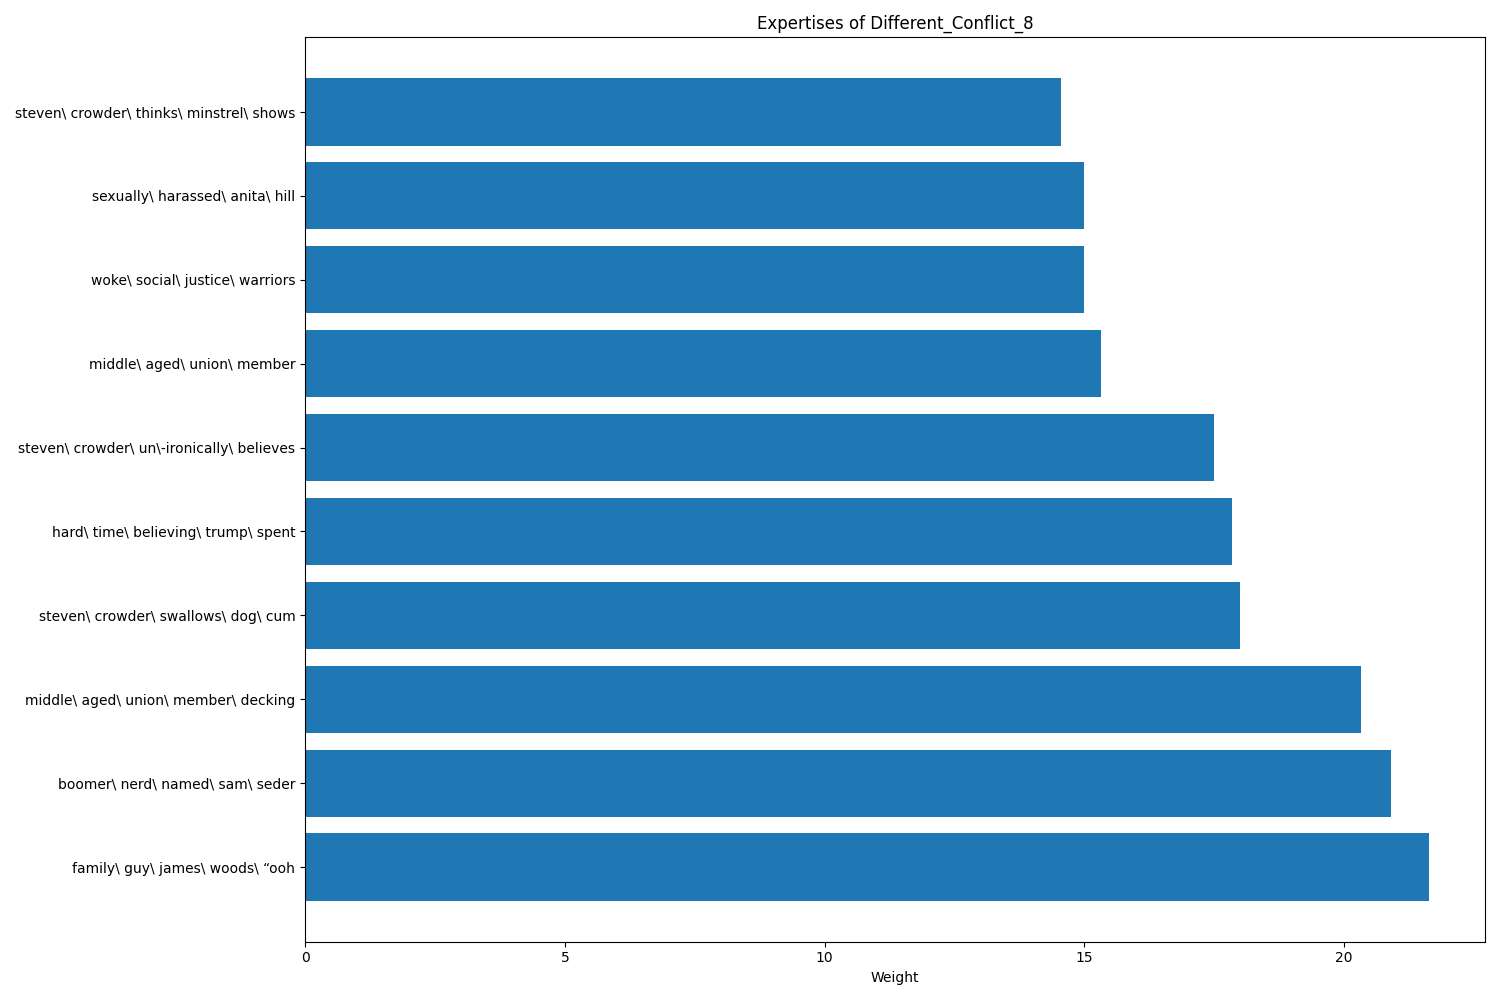 Expertises of Different_Conflict_8
steven\ crowder\ thinks\ minstrel\ shows
sexually\ harassed\ anita\ hill
woke\ social\ justice\ warriors
middle\ aged\ union\ member
steven\ crowder\ un\-ironically\ believes
hard\ time\ believing\ trump\ spent
steven\ crowder\ swallows\ dog\ cum
middle\ aged\ union\ member\ decking
boomer\ nerd\ named\ sam\ seder
family\ guy\ james\ woods\ “ooh
0 5 10 15 20
Weight